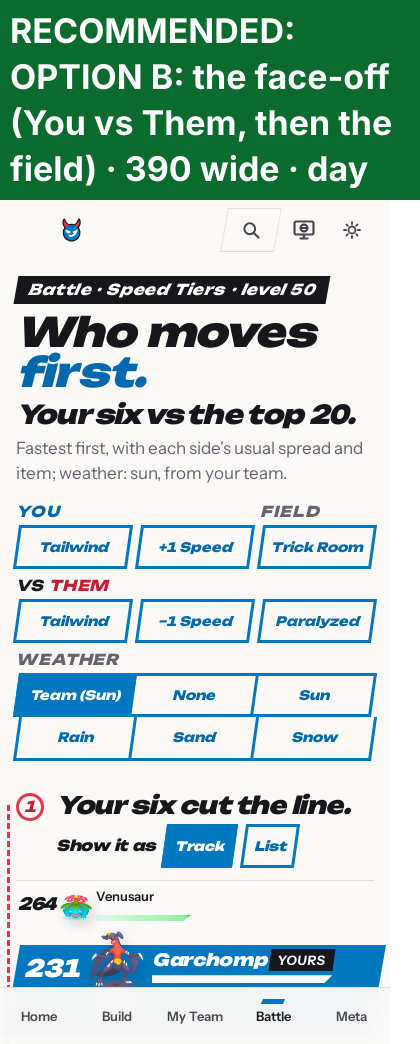 RECOMMENDED:
OPTION B: the face-off
(You vs Them, then the
field) · 390 wide · day
Battle · Speed Tiers · level 50
Who moves
first.
Your six vs the top 20.
Fastest first, with each side's usual spread and
item; weather: sun, from your team.
YOU FIELD
Tailwind +1 Speed Trick Room
VS THEM
Tailwind −1 Speed Paralyzed
WEATHER
Team (Sun) None Sun
Rain Sand Snow
1 Your six cut the line.
Show it as Track List
264 Venusaur
231 Garchomp YOURS
Home Build My Team Battle Meta